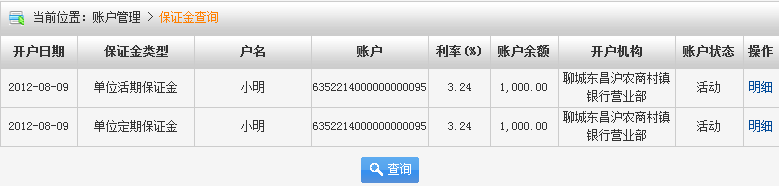 当前位置：账户管理 > 保证金查询
开户日期 保证金类型 户名 账户 利率(%) 账户余额 开户机构 账户状态 操作
2012-08-09 单位活期保证金 小明 6352214000000000095 3.24 1,000.00 聊城东昌沪农商村镇银行营业部 活动 明细
2012-08-09 单位定期保证金 小明 6352214000000000095 3.24 1,000.00 聊城东昌沪农商村镇银行营业部 活动 明细
查询